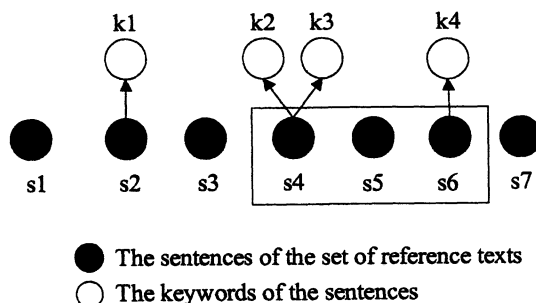 k1 k2 k3 k4
s1 s2 s3 s4 s5 s6 s7
The sentences of the set of reference texts
The keywords of the sentences